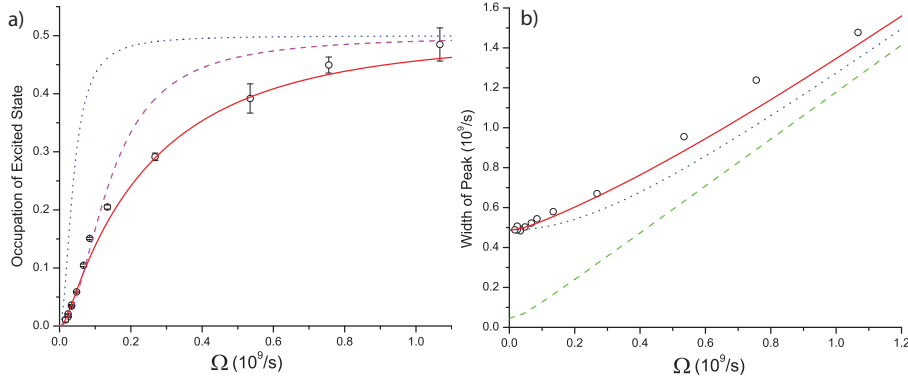 a)
Occupation of Excited State
0.5
0.4
0.3
0.2
0.1
0.0
0.0 0.2 0.4 0.6 0.8 1.0
Ω (10⁹/s)
b)
Width of Peak (10⁹/s)
1.6
1.4
1.2
1.0
0.8
0.6
0.4
0.2
0.0
0.0 0.2 0.4 0.6 0.8 1.0 1.2
Ω (10⁹/s)